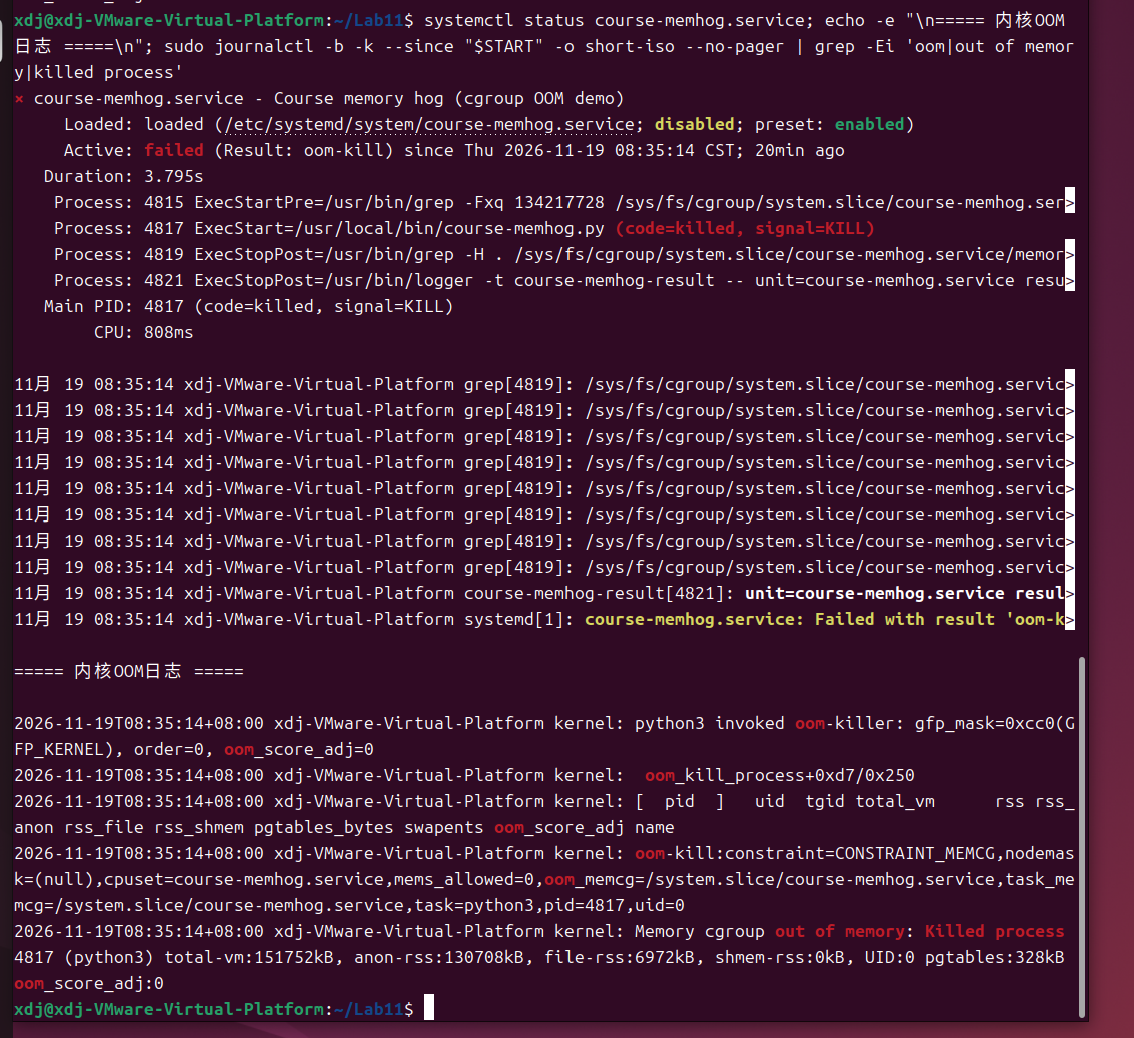 xdj@xdj-VMware-Virtual-Platform:~/Lab11$ systemctl status course-memhog.service; echo -e "\n===== 内核OOM
日志 =====\n"; sudo journalctl -b -k --since "$START" -o short-iso --no-pager | grep -Ei 'oom|out of memor
y|killed process'
× course-memhog.service - Course memory hog (cgroup OOM demo)
     Loaded: loaded (/etc/systemd/system/course-memhog.service; disabled; preset: enabled)
     Active: failed (Result: oom-kill) since Thu 2026-11-19 08:35:14 CST; 20min ago
   Duration: 3.795s
    Process: 4815 ExecStartPre=/usr/bin/grep -Fxq 134217728 /sys/fs/cgroup/system.slice/course-memhog.ser>
    Process: 4817 ExecStart=/usr/local/bin/course-memhog.py (code=killed, signal=KILL)
    Process: 4819 ExecStopPost=/usr/bin/grep -H . /sys/fs/cgroup/system.slice/course-memhog.service/memor>
    Process: 4821 ExecStopPost=/usr/bin/logger -t course-memhog-result -- unit=course-memhog.service resu>
   Main PID: 4817 (code=killed, signal=KILL)
        CPU: 808ms

11月 19 08:35:14 xdj-VMware-Virtual-Platform grep[4819]: /sys/fs/cgroup/system.slice/course-memhog.servic>
11月 19 08:35:14 xdj-VMware-Virtual-Platform grep[4819]: /sys/fs/cgroup/system.slice/course-memhog.servic>
11月 19 08:35:14 xdj-VMware-Virtual-Platform grep[4819]: /sys/fs/cgroup/system.slice/course-memhog.servic>
11月 19 08:35:14 xdj-VMware-Virtual-Platform grep[4819]: /sys/fs/cgroup/system.slice/course-memhog.servic>
11月 19 08:35:14 xdj-VMware-Virtual-Platform grep[4819]: /sys/fs/cgroup/system.slice/course-memhog.servic>
11月 19 08:35:14 xdj-VMware-Virtual-Platform grep[4819]: /sys/fs/cgroup/system.slice/course-memhog.servic>
11月 19 08:35:14 xdj-VMware-Virtual-Platform grep[4819]: /sys/fs/cgroup/system.slice/course-memhog.servic>
11月 19 08:35:14 xdj-VMware-Virtual-Platform grep[4819]: /sys/fs/cgroup/system.slice/course-memhog.servic>
11月 19 08:35:14 xdj-VMware-Virtual-Platform course-memhog-result[4821]: unit=course-memhog.service resul>
11月 19 08:35:14 xdj-VMware-Virtual-Platform systemd[1]: course-memhog.service: Failed with result 'oom-k>

===== 内核OOM日志 =====

2026-11-19T08:35:14+08:00 xdj-VMware-Virtual-Platform kernel: python3 invoked oom-killer: gfp_mask=0xcc0(G
FP_KERNEL), order=0, oom_score_adj=0
2026-11-19T08:35:14+08:00 xdj-VMware-Virtual-Platform kernel:  oom_kill_process+0xd7/0x250
2026-11-19T08:35:14+08:00 xdj-VMware-Virtual-Platform kernel: [  pid  ]   uid  tgid total_vm      rss rss_
anon rss_file rss_shmem pgtables_bytes swapents oom_score_adj name
2026-11-19T08:35:14+08:00 xdj-VMware-Virtual-Platform kernel: oom-kill:constraint=CONSTRAINT_MEMCG,nodemas
k=(null),cpuset=course-memhog.service,mems_allowed=0,oom_memcg=/system.slice/course-memhog.service,task_me
mcg=/system.slice/course-memhog.service,task=python3,pid=4817,uid=0
2026-11-19T08:35:14+08:00 xdj-VMware-Virtual-Platform kernel: Memory cgroup out of memory: Killed process
4817 (python3) total-vm:151752kB, anon-rss:130708kB, file-rss:6972kB, shmem-rss:0kB, UID:0 pgtables:328kB
oom_score_adj:0
xdj@xdj-VMware-Virtual-Platform:~/Lab11$